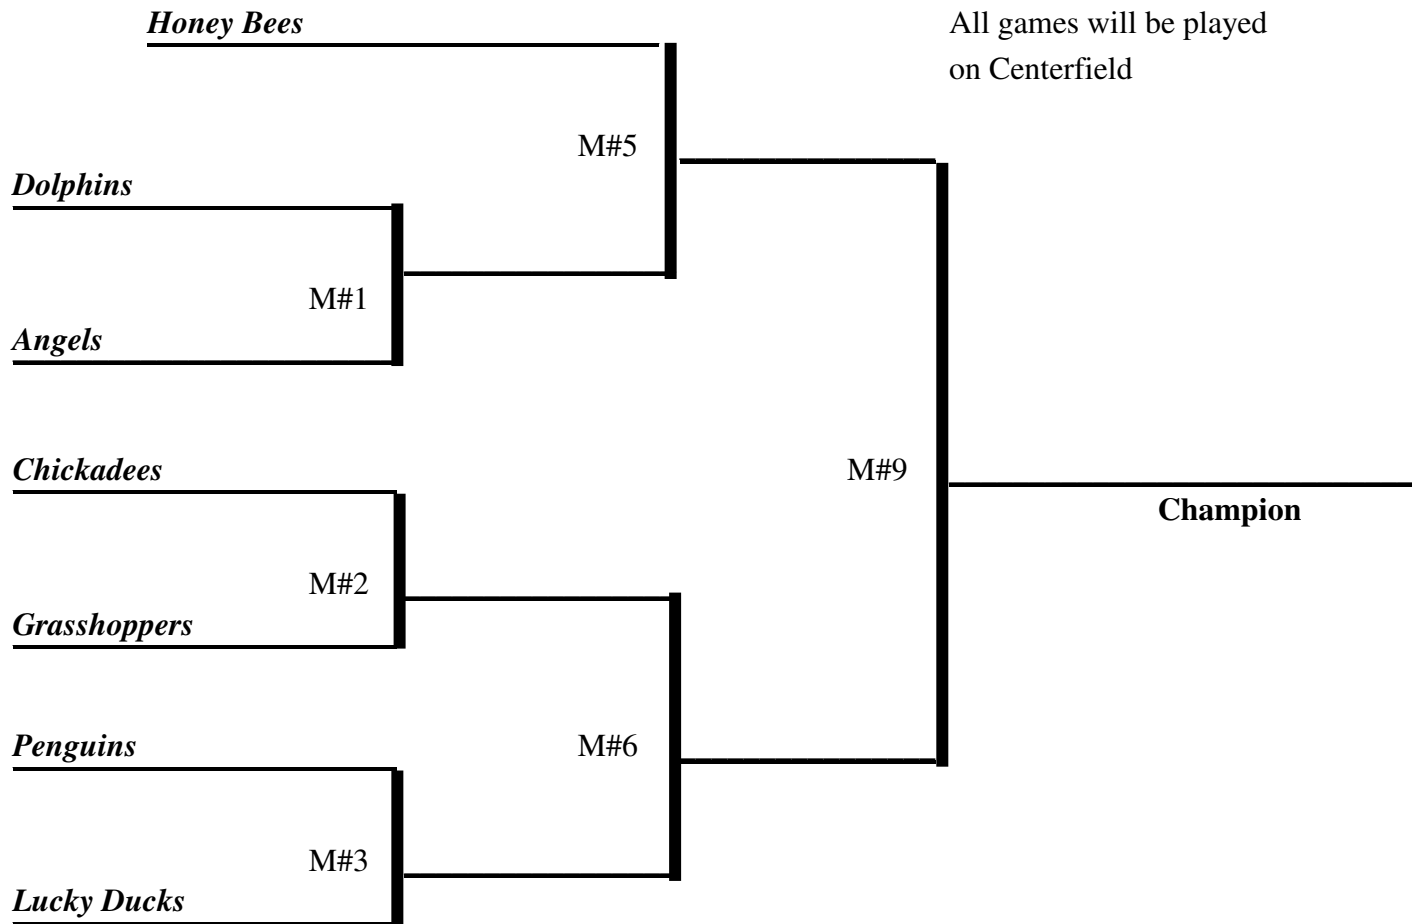 Honey Bees
All games will be played
on Centerfield
M#5
Dolphins
M#1
Angels
Chickadees
M#9
Champion
M#2
Grasshoppers
Penguins
M#6
M#3
Lucky Ducks